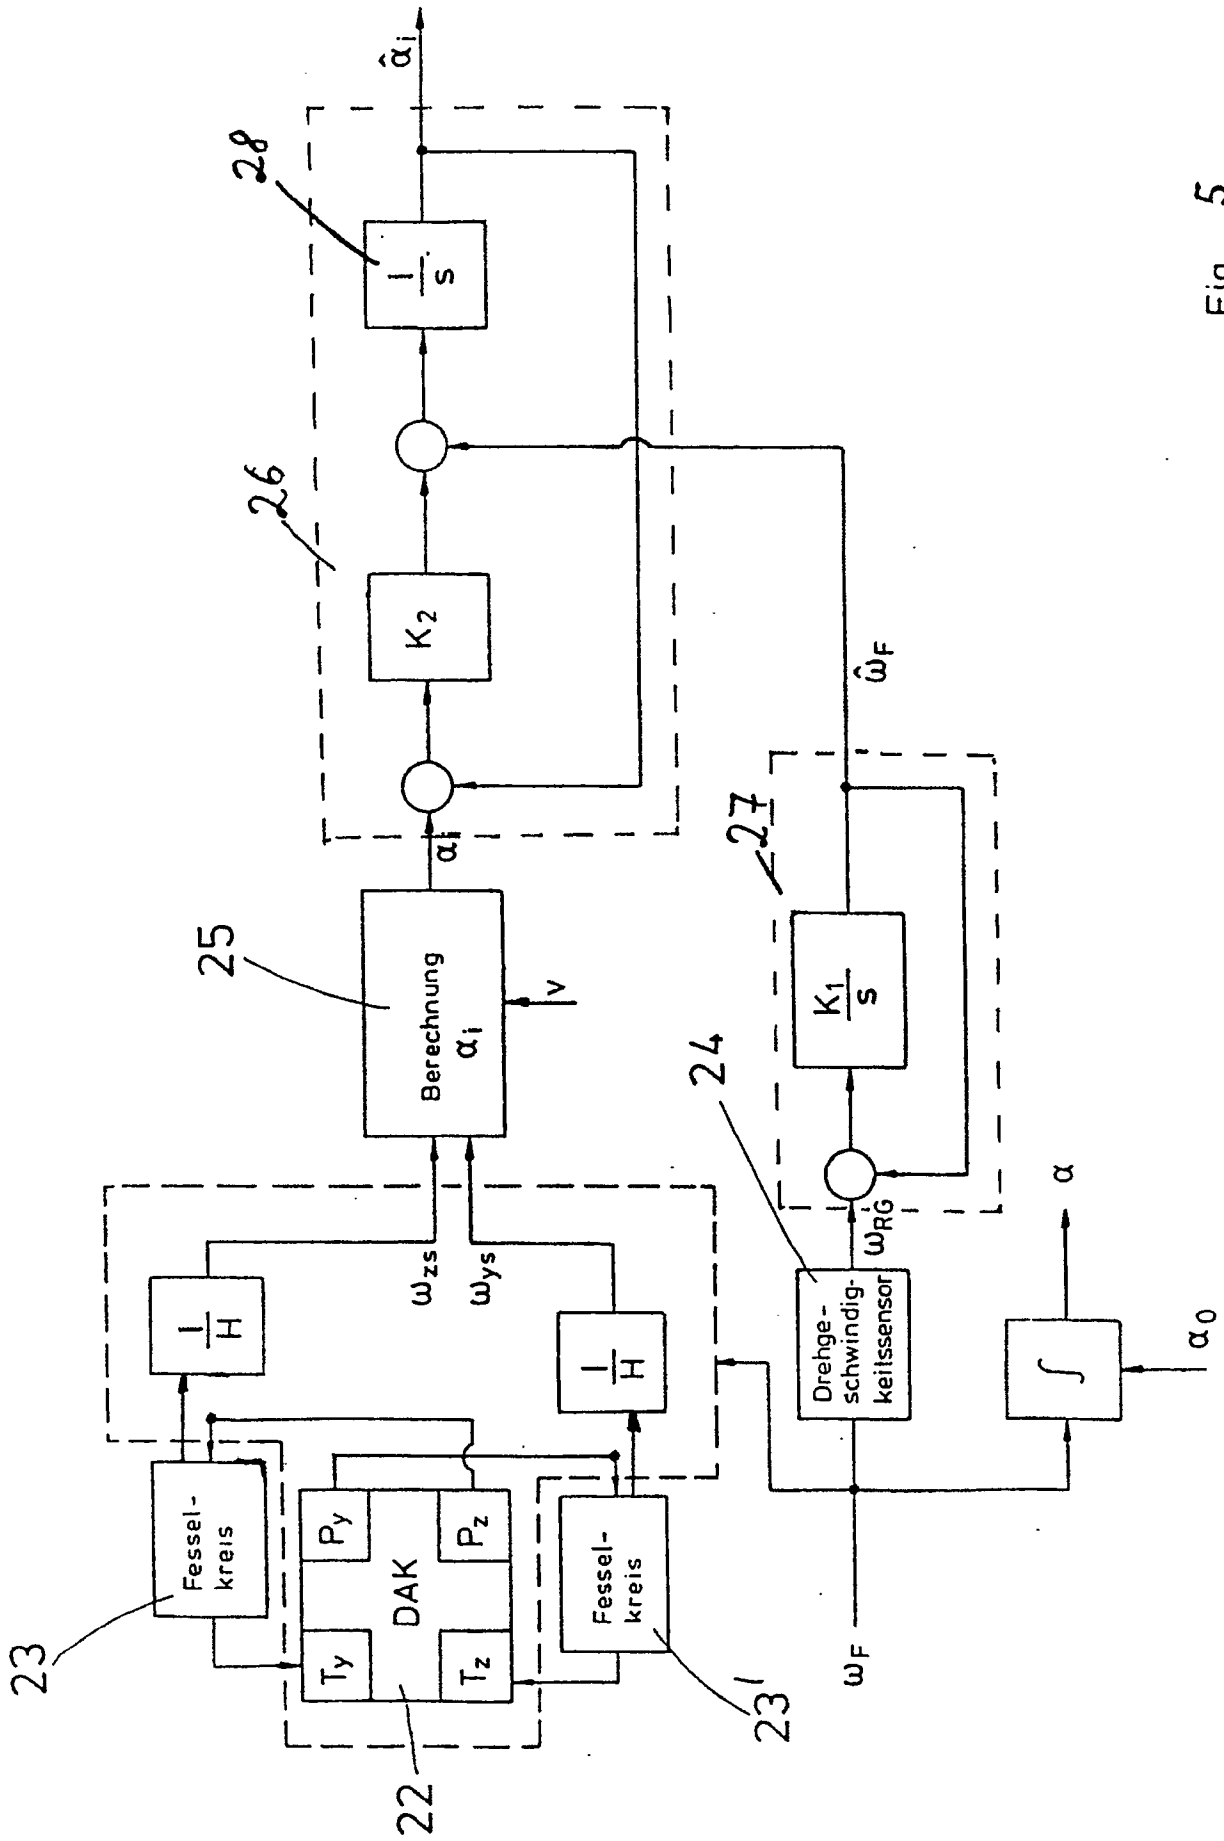 23
Fessel-
kreis
1/H
22
Ty
Py
DAK
Tz
Pz
ωzs
ωys
1/H
Fessel-
kreis
23'
25
Berechnung
αi
v
αi
26
K2
28
1/s
α̂i
ωF
24
Drehge-
schwindig-
keitssensor
ωRG
27
K1/s
ω̂F
∫
α
α0
Fig. 5